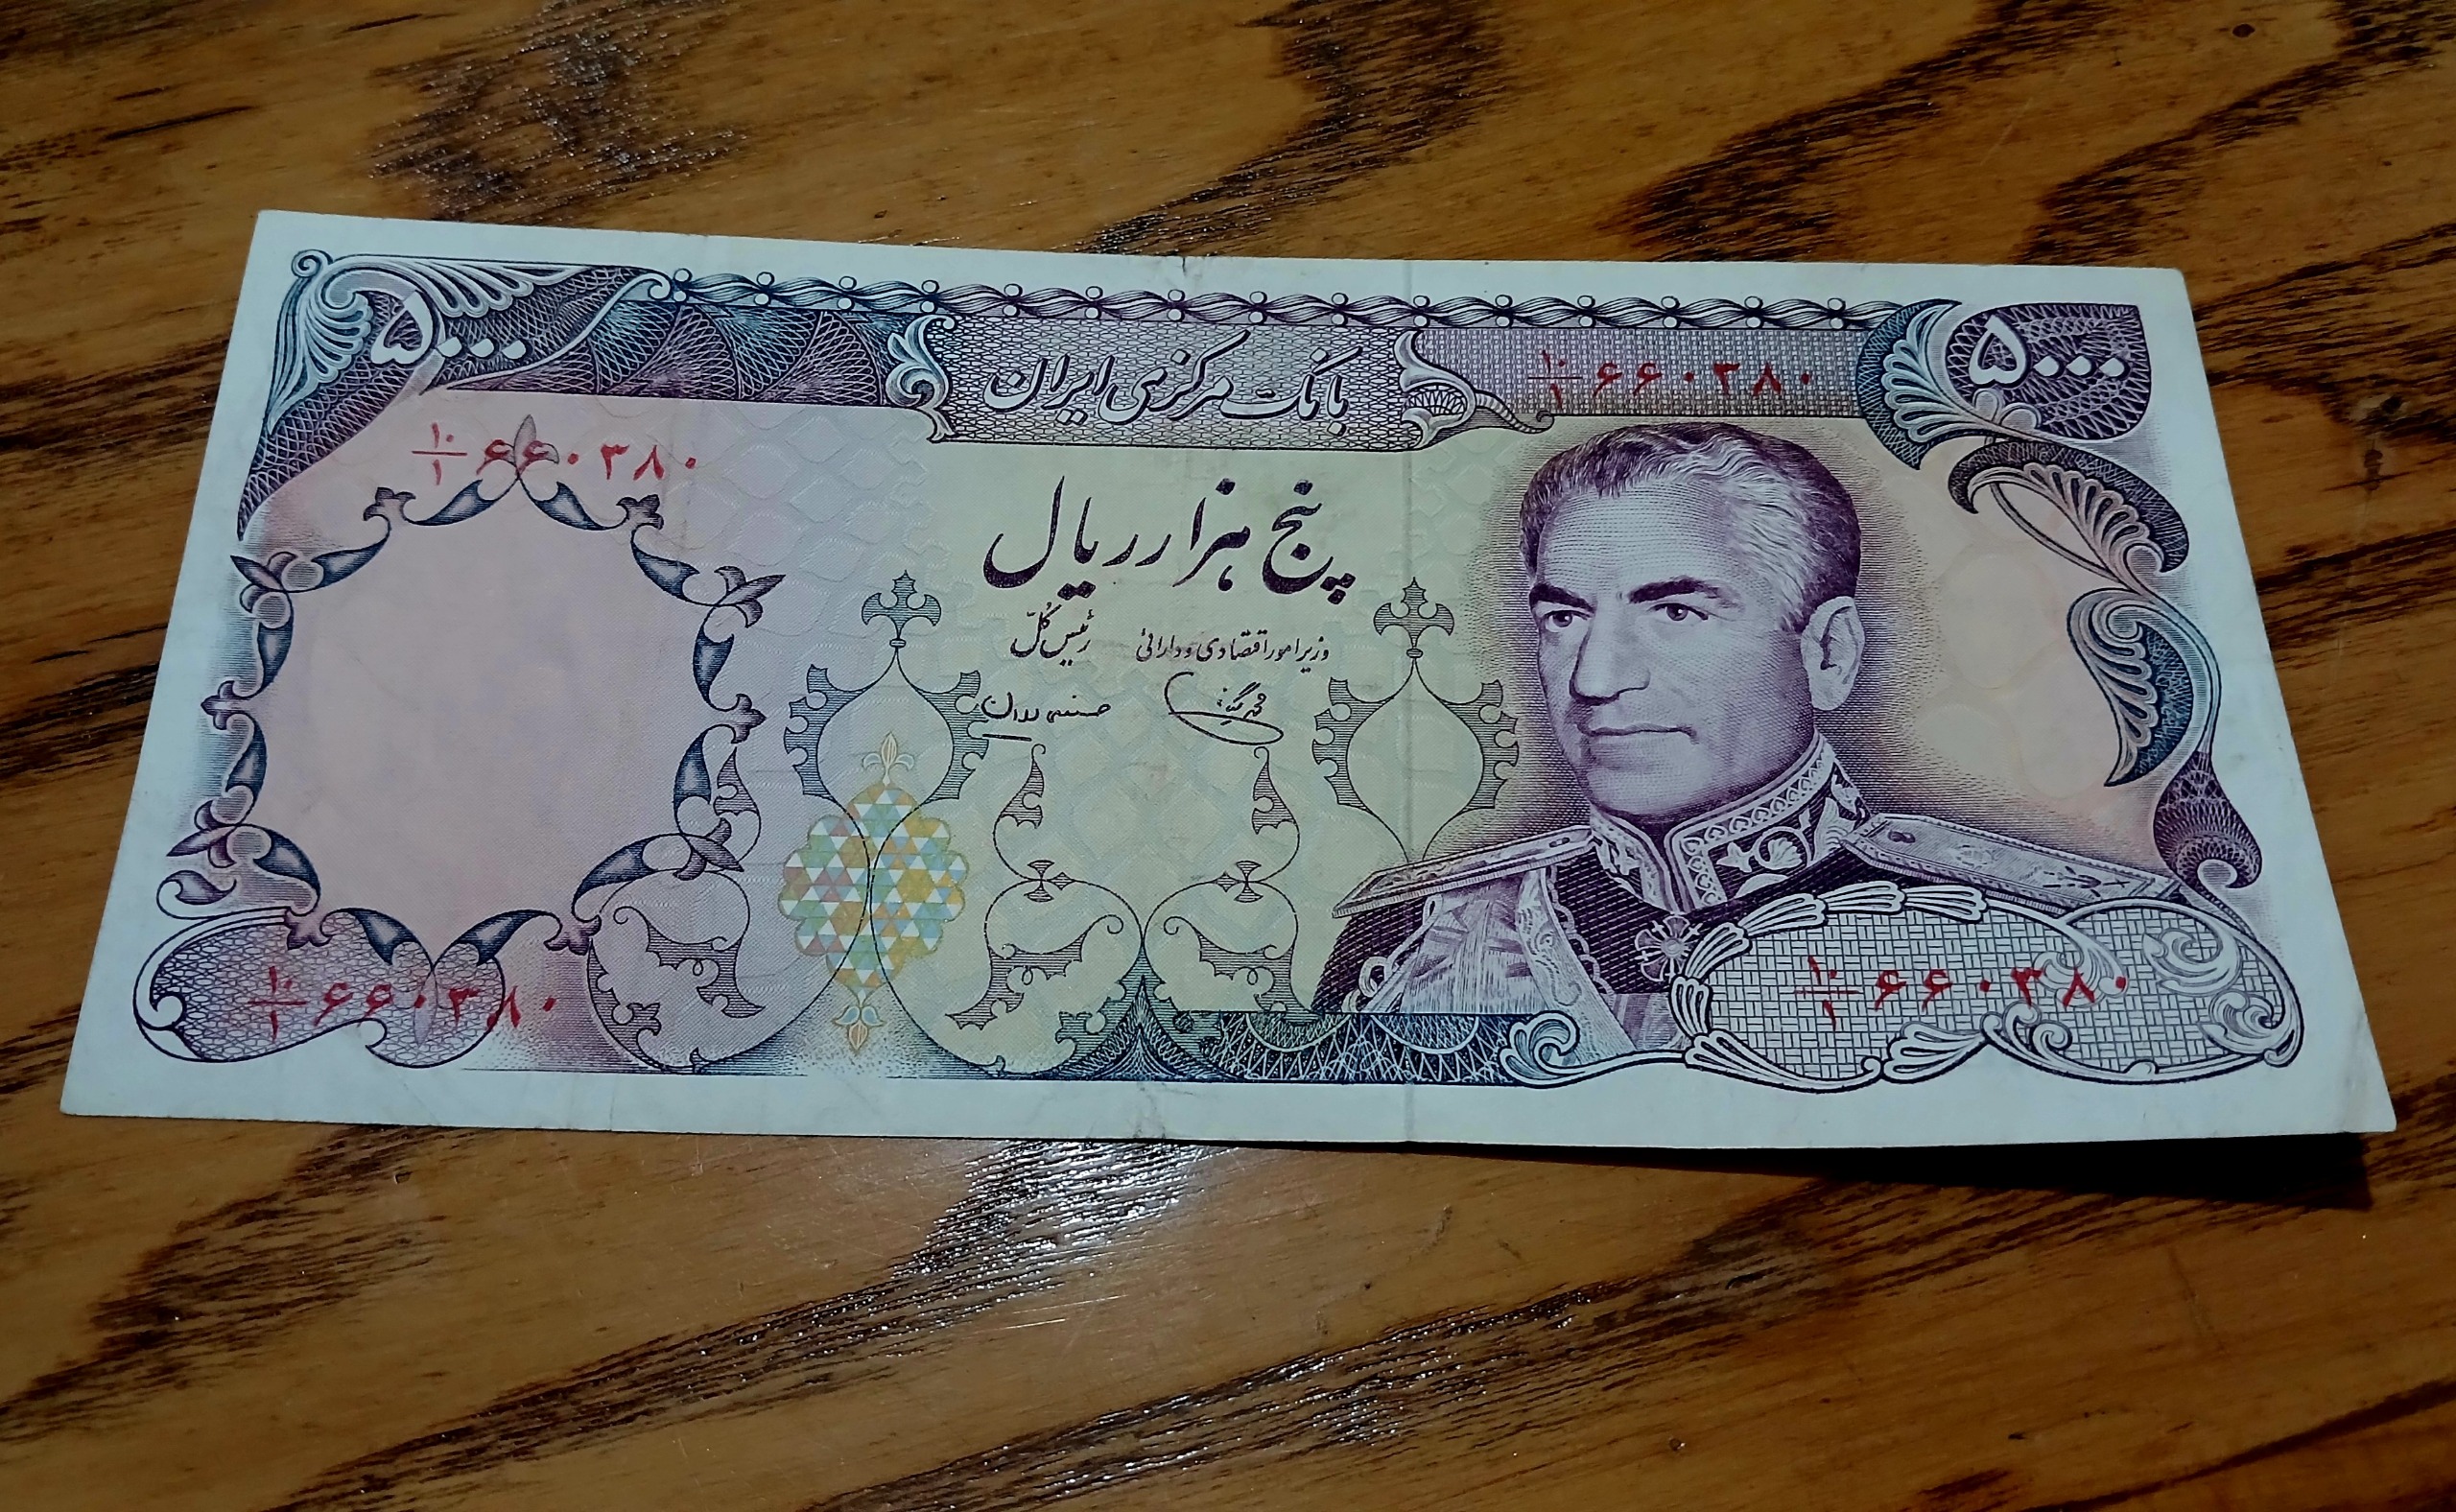 ۵۰۰۰
بانک مرکزی ایران
۱۰/۱ ۶۶۰۳۸۰
۵۰۰۰
۱۰/۱ ۶۶۰۳۸۰
پنج هزار ریال
وزیر امور اقتصادی و دارائی
رئیس کُلّ
۱۰/۱ ۶۶۰۳۸۰
۱۰/۱ ۶۶۰۳۸۰